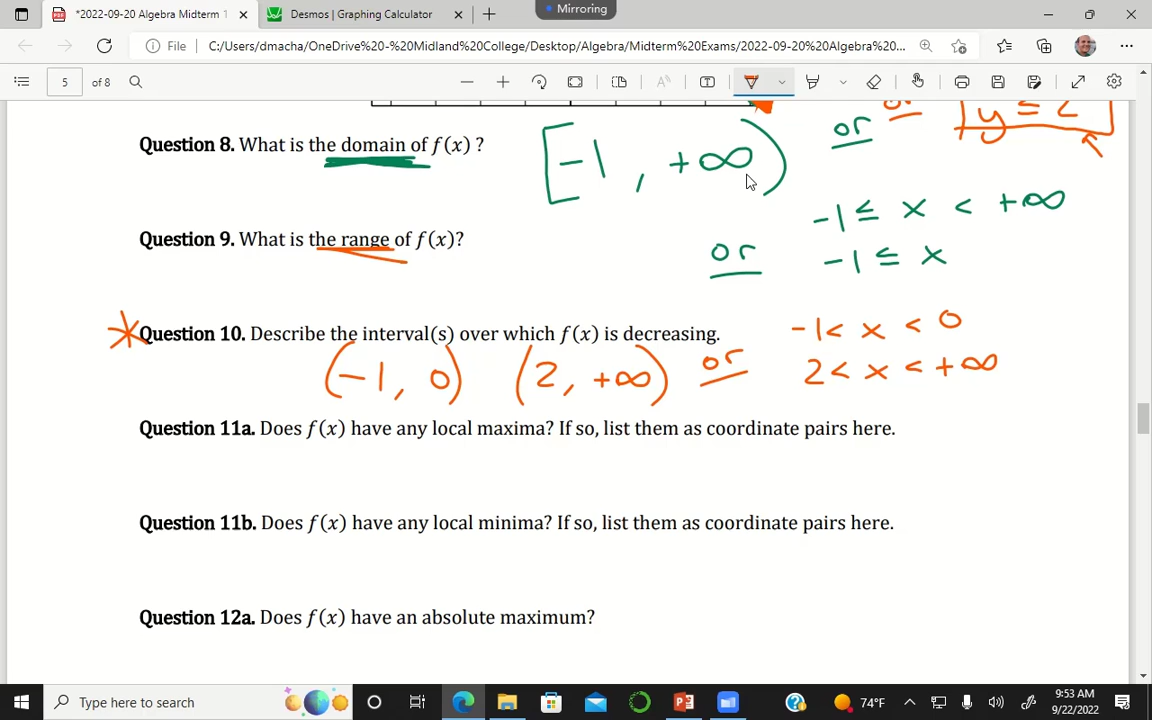 Mirroring
*2022-09-20 Algebra Midterm 1
Desmos | Graphing Calculator
File
C:/Users/dmacha/OneDrive%20-%20Midland%20College/Desktop/Algebra/Midterm%20Exams/2022-09-20%20Algebra%20...
5 of 8
or
y ≤ 2
Question 8. What is the domain of f(x) ?
[-1, +∞)
or
-1 ≤ x < +∞
Question 9. What is the range of f(x)?
or
-1 ≤ x
* Question 10. Describe the interval(s) over which f(x) is decreasing.
-1 < x < 0
(-1, 0) (2, +∞) or 2 < x < +∞
Question 11a. Does f(x) have any local maxima? If so, list them as coordinate pairs here.
Question 11b. Does f(x) have any local minima? If so, list them as coordinate pairs here.
Question 12a. Does f(x) have an absolute maximum?
Type here to search
74°F
9:53 AM
9/22/2022